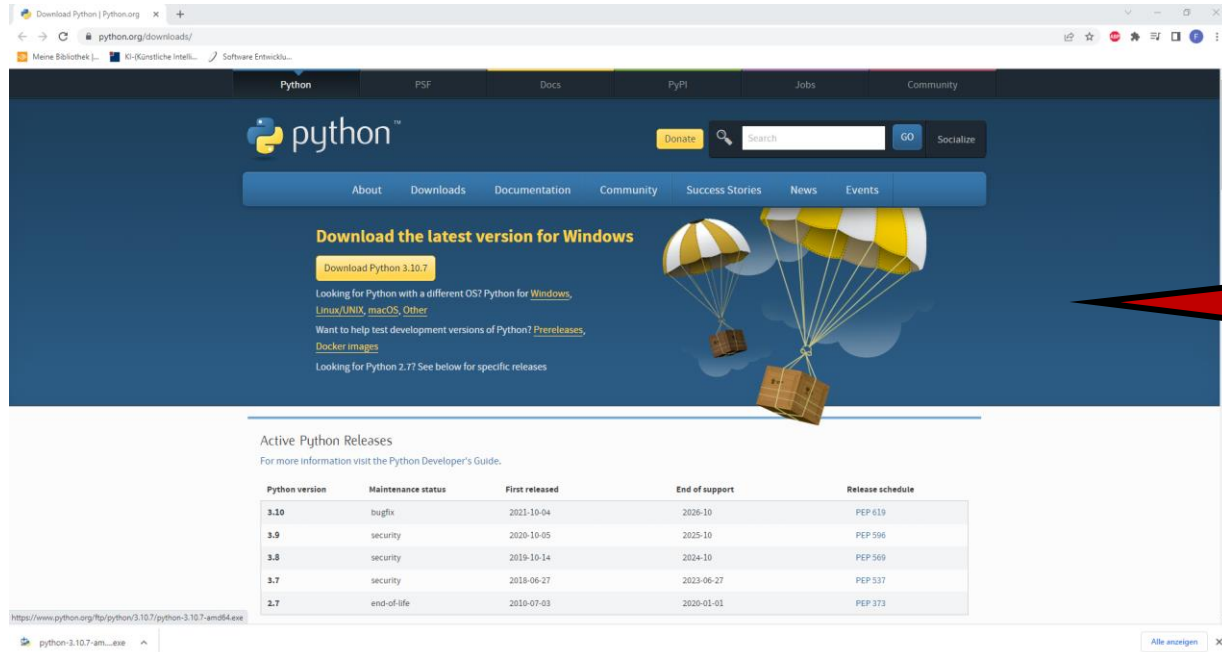 Download Python | Python.org
python.org/downloads/
Meine Bibliothek |... KI-(Künstliche Intelli... Software Entwicklu...
Python PSF Docs PyPI Jobs Community
python™
Donate Search GO Socialize
About Downloads Documentation Community Success Stories News Events
Download the latest version for Windows
Download Python 3.10.7
Looking for Python with a different OS? Python for Windows,
Linux/UNIX, macOS, Other
Want to help test development versions of Python? Prereleases,
Docker images
Looking for Python 2.7? See below for specific releases
Active Python Releases
For more information visit the Python Developer's Guide.
Python version Maintenance status First released End of support Release schedule
3.10 bugfix 2021-10-04 2026-10 PEP 619
3.9 security 2020-10-05 2025-10 PEP 596
3.8 security 2019-10-14 2024-10 PEP 569
3.7 security 2018-06-27 2023-06-27 PEP 537
2.7 end-of-life 2010-07-03 2020-01-01 PEP 373
https://www.python.org/ftp/python/3.10.7/python-3.10.7-amd64.exe
python-3.10.7-am....exe Alle anzeigen